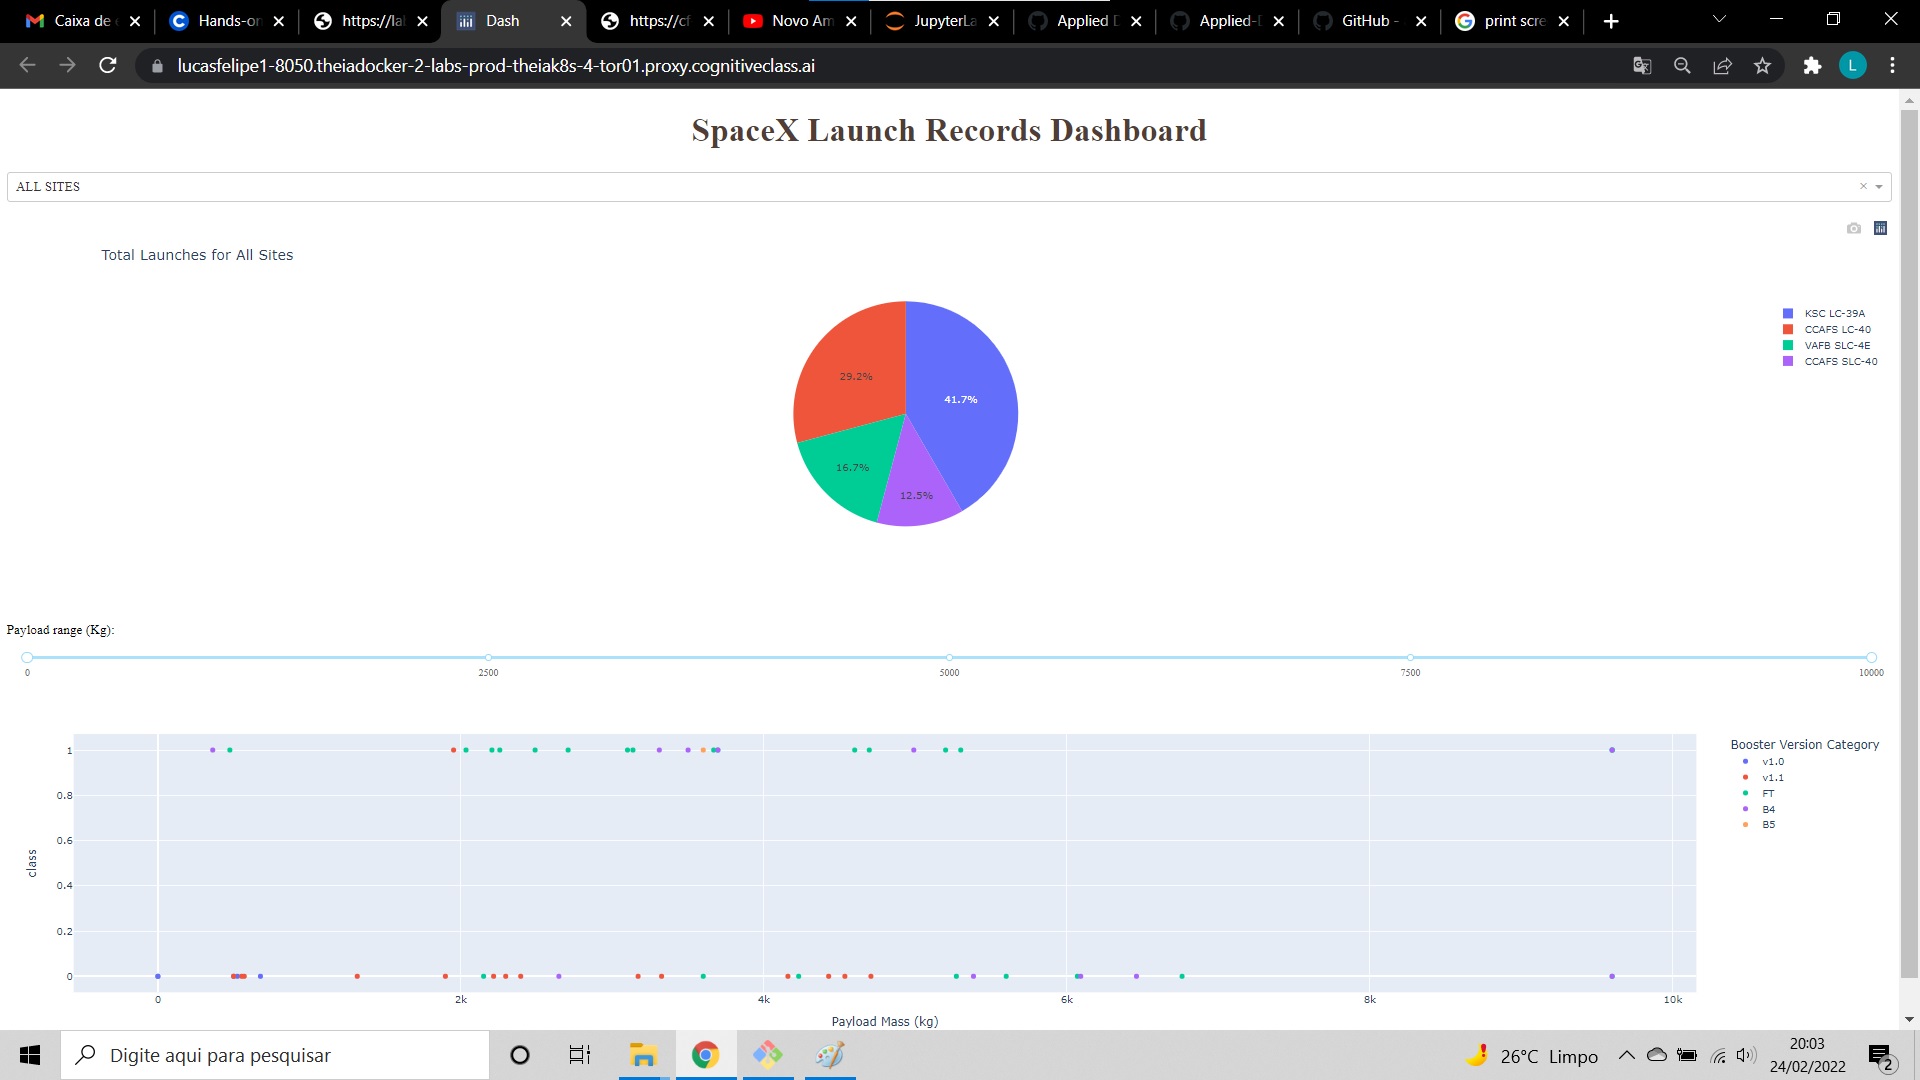 Caixa de
Hands-on
https://la
Dash
https://cf
Novo Am
JupyterLa
Applied D
Applied-D
GitHub -
print scre
lucasfelipe1-8050.theiadocker-2-labs-prod-theiak8s-4-tor01.proxy.cognitiveclass.ai
L
SpaceX Launch Records Dashboard
ALL SITES
Total Launches for All Sites
KSC LC-39A
CCAFS LC-40
VAFB SLC-4E
CCAFS SLC-40
29.2%
41.7%
16.7%
12.5%
Payload range (Kg):
0 2500 5000 7500 10000
Booster Version Category
v1.0
v1.1
FT
B4
B5
1
0.8
0.6
0.4
0.2
0
class
0 2k 4k 6k 8k 10k
Payload Mass (kg)
Digite aqui para pesquisar
26°C Limpo
20:03
24/02/2022
2